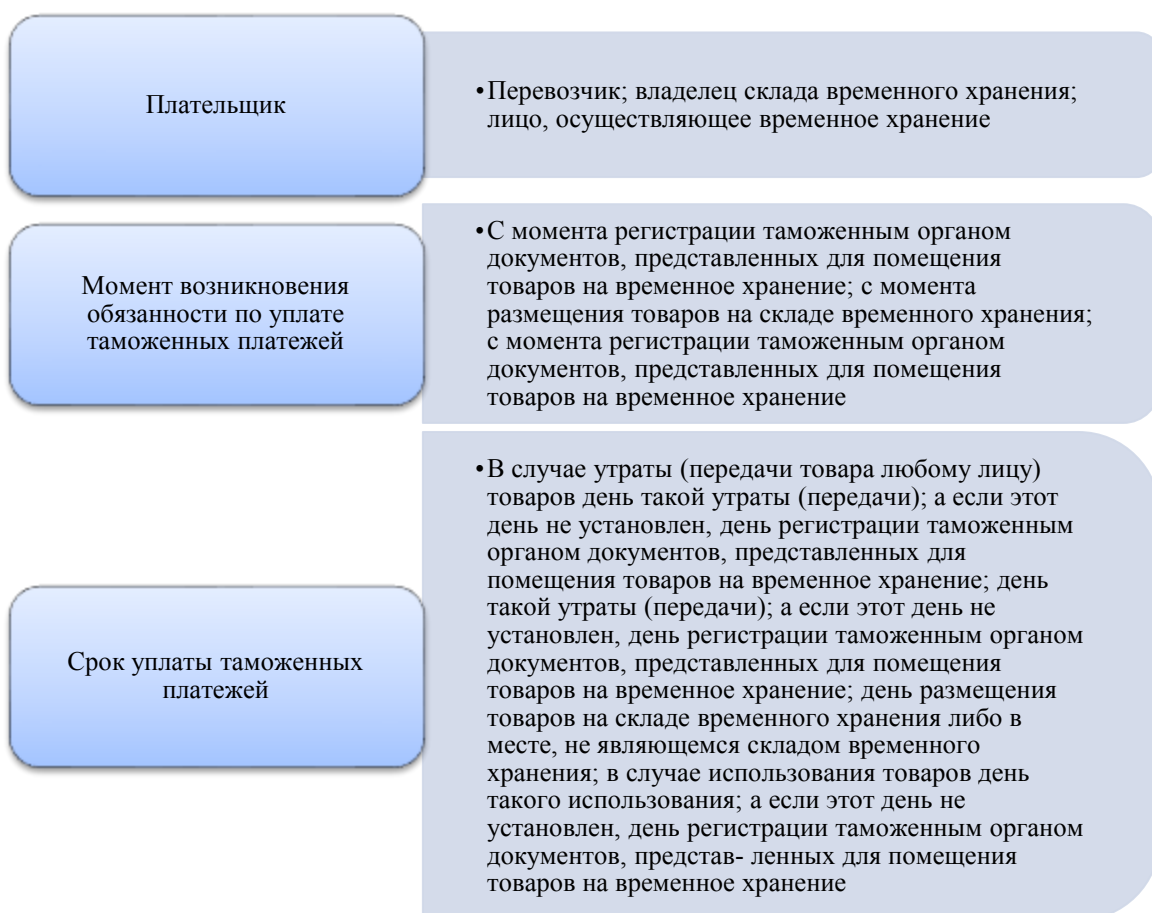 Плательщик
•Перевозчик; владелец склада временного хранения;
лицо, осуществляющее временное хранение
Момент возникновения
обязанности по уплате
таможенных платежей
•С момента регистрации таможенным органом
документов, представленных для помещения
товаров на временное хранение; с момента
размещения товаров на складе временного хранения;
с момента регистрации таможенным органом
документов, представленных для помещения
товаров на временное хранение
Срок уплаты таможенных
платежей
•В случае утраты (передачи товара любому лицу)
товаров день такой утраты (передачи); а если этот
день не установлен, день регистрации таможенным
органом документов, представленных для
помещения товаров на временное хранение; день
такой утраты (передачи); а если этот день не
установлен, день регистрации таможенным органом
документов, представленных для помещения
товаров на временное хранение; день размещения
товаров на складе временного хранения либо в
месте, не являющемся складом временного
хранения; в случае использования товаров день
такого использования; а если этот день не
установлен, день регистрации таможенным органом
документов, представ- ленных для помещения
товаров на временное хранение